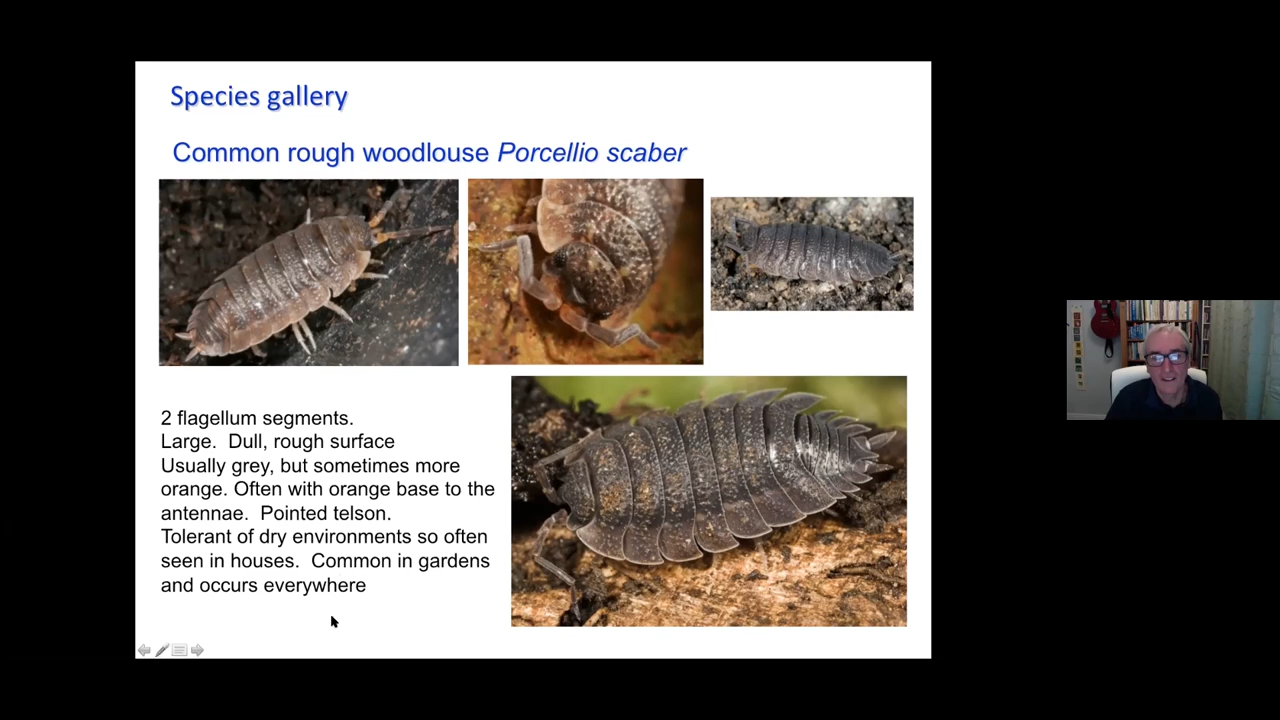 Species gallery
Common rough woodlouse Porcellio scaber
2 flagellum segments.
Large.  Dull, rough surface
Usually grey, but sometimes more
orange. Often with orange base to the
antennae.  Pointed telson.
Tolerant of dry environments so often
seen in houses.  Common in gardens
and occurs everywhere